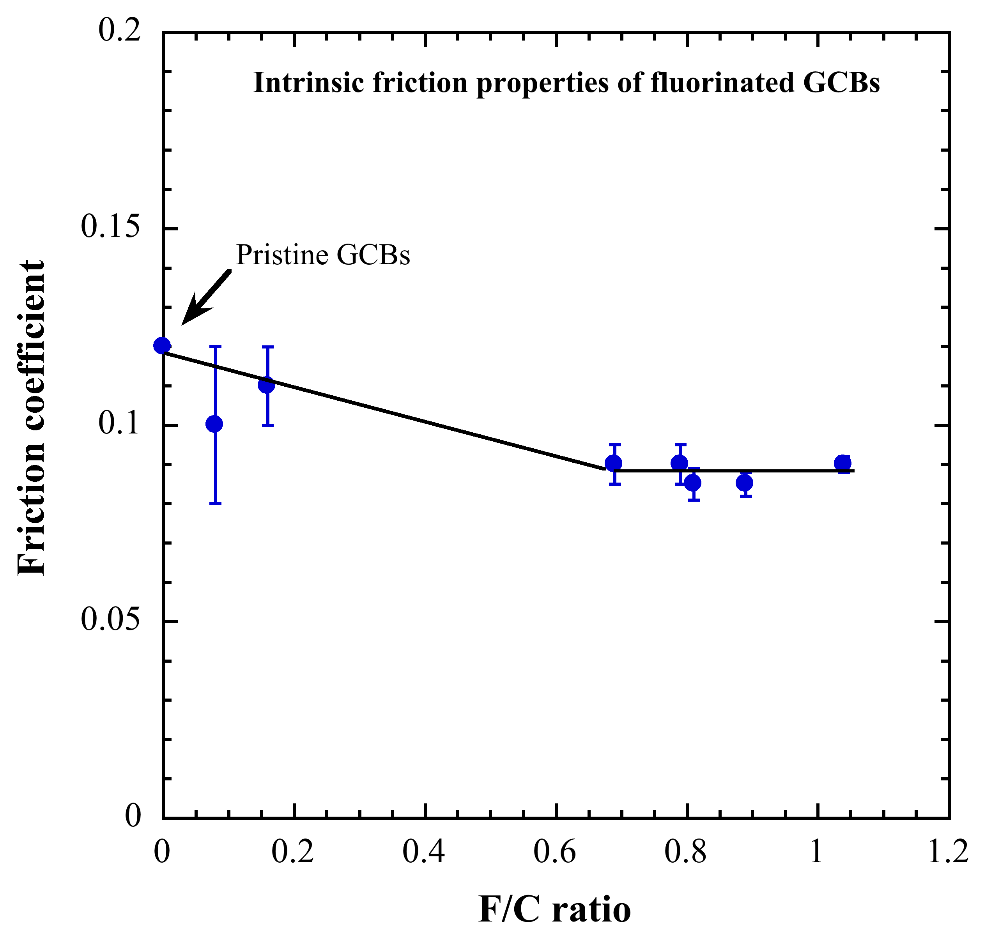 Intrinsic friction properties of fluorinated GCBs
Pristine GCBs
Friction coefficient
0.2
0.15
0.1
0.05
0
0 0.2 0.4 0.6 0.8 1 1.2
F/C ratio